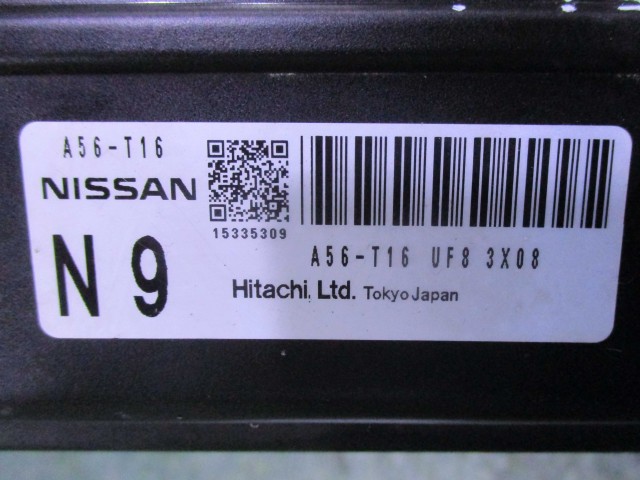 A56-T16
NISSAN
N 9
15335309
A56-T16 UF8 3X08
Hitachi, Ltd. Tokyo Japan